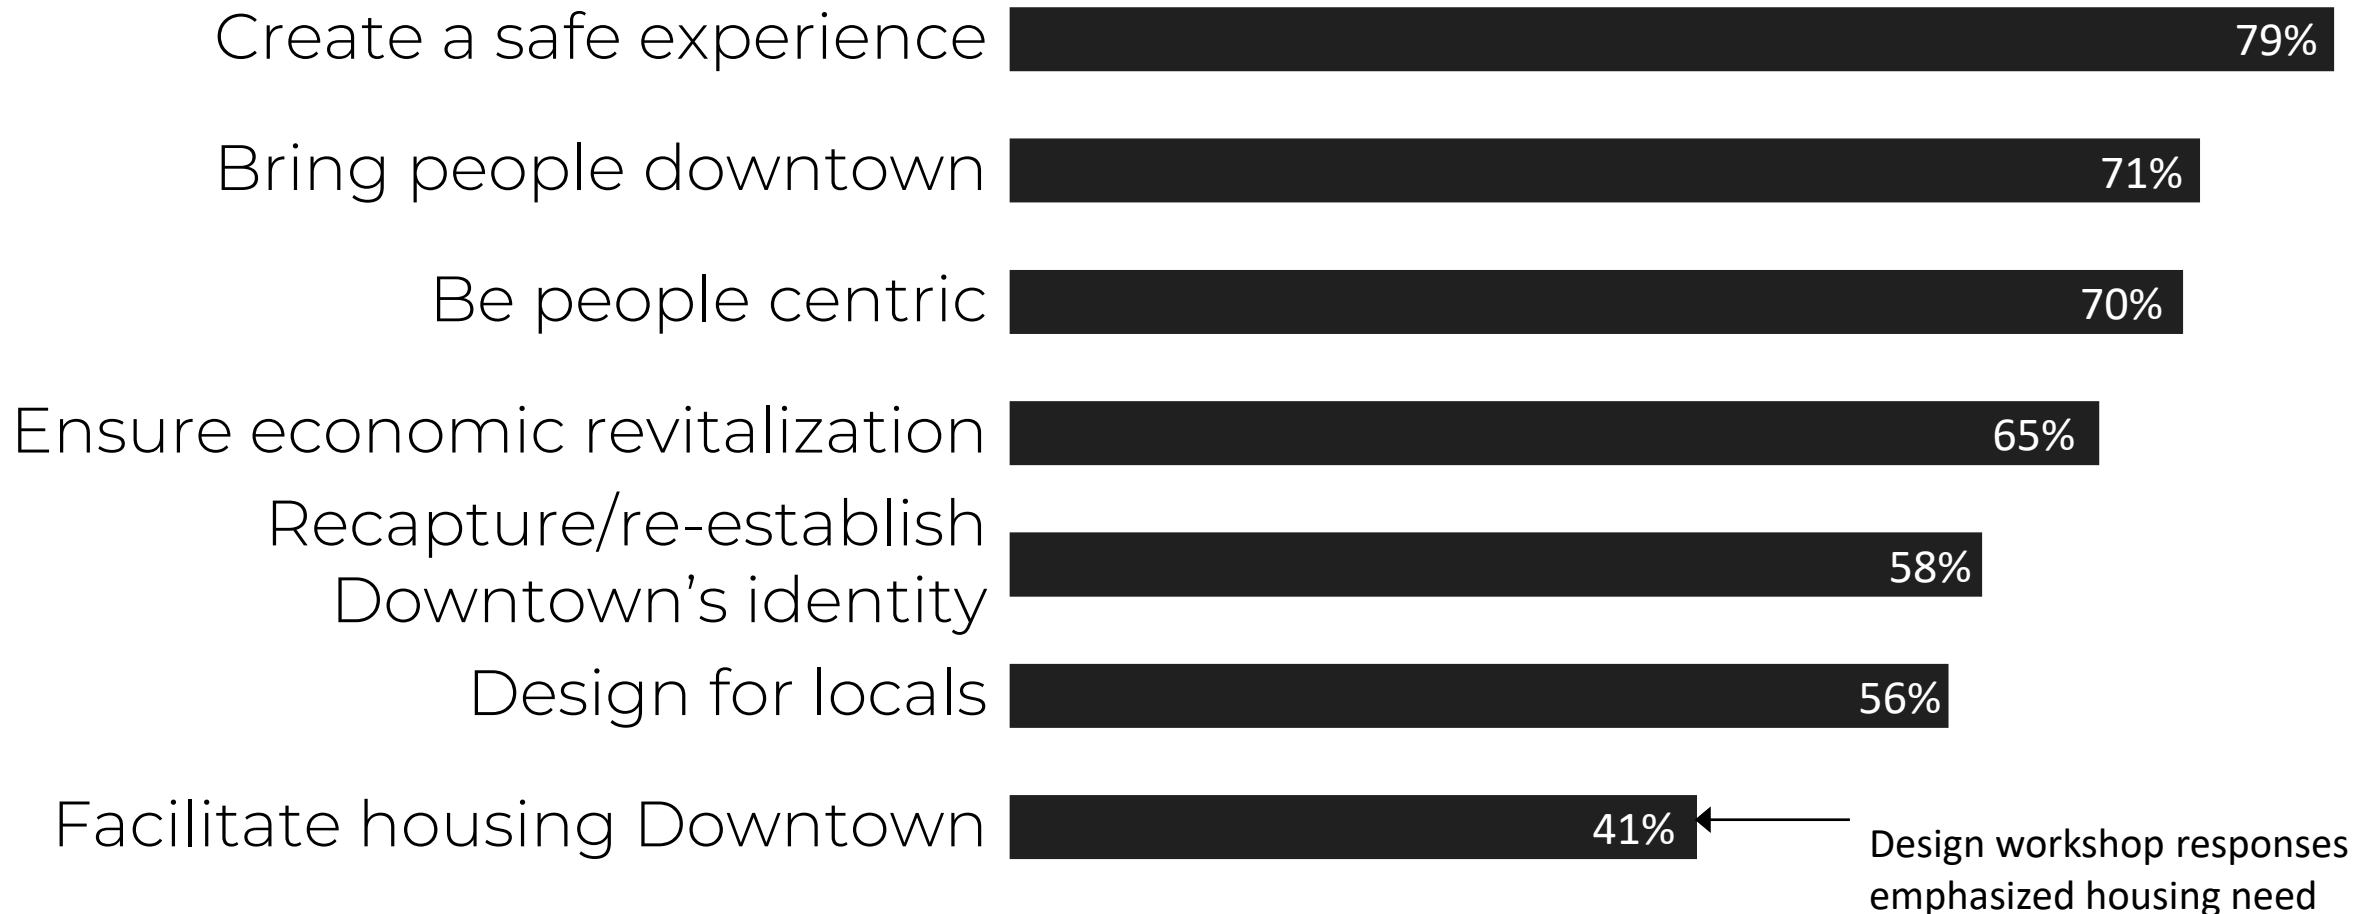 Create a safe experience 79%
Bring people downtown 71%
Be people centric 70%
Ensure economic revitalization 65%
Recapture/re-establish
Downtown’s identity 58%
Design for locals 56%
Facilitate housing Downtown 41%
Design workshop responses
emphasized housing need